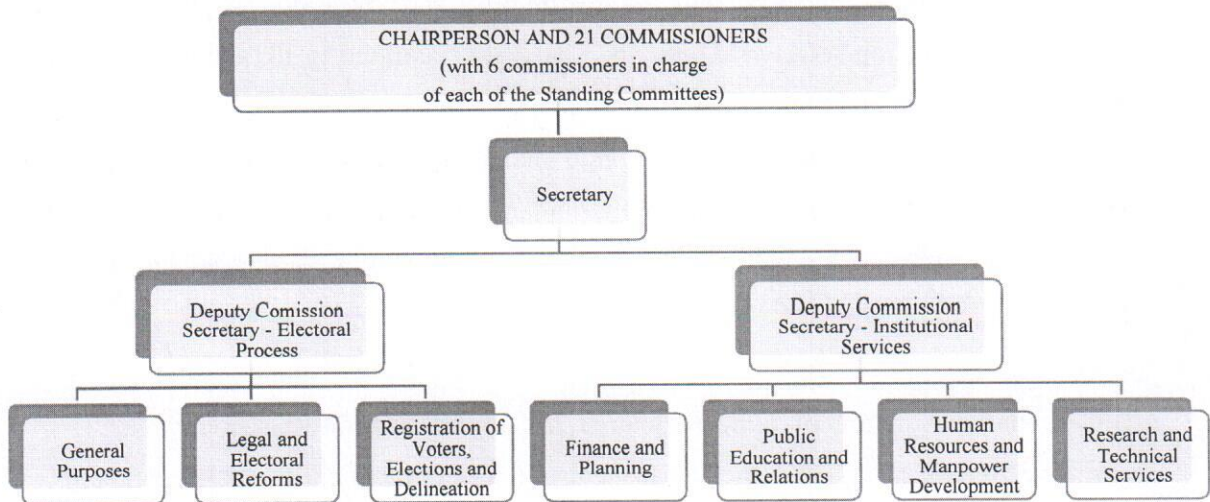 CHAIRPERSON AND 21 COMMISSIONERS
(with 6 commissioners in charge
of each of the Standing Committees)
Secretary
Deputy Comission
Secretary - Electoral
Process
Deputy Commission
Secretary - Institutional
Services
General
Purposes
Legal and
Electoral
Reforms
Registration of
Voters,
Elections and
Delineation
Finance and
Planning
Public
Education and
Relations
Human
Resources and
Manpower
Development
Research and
Technical
Services